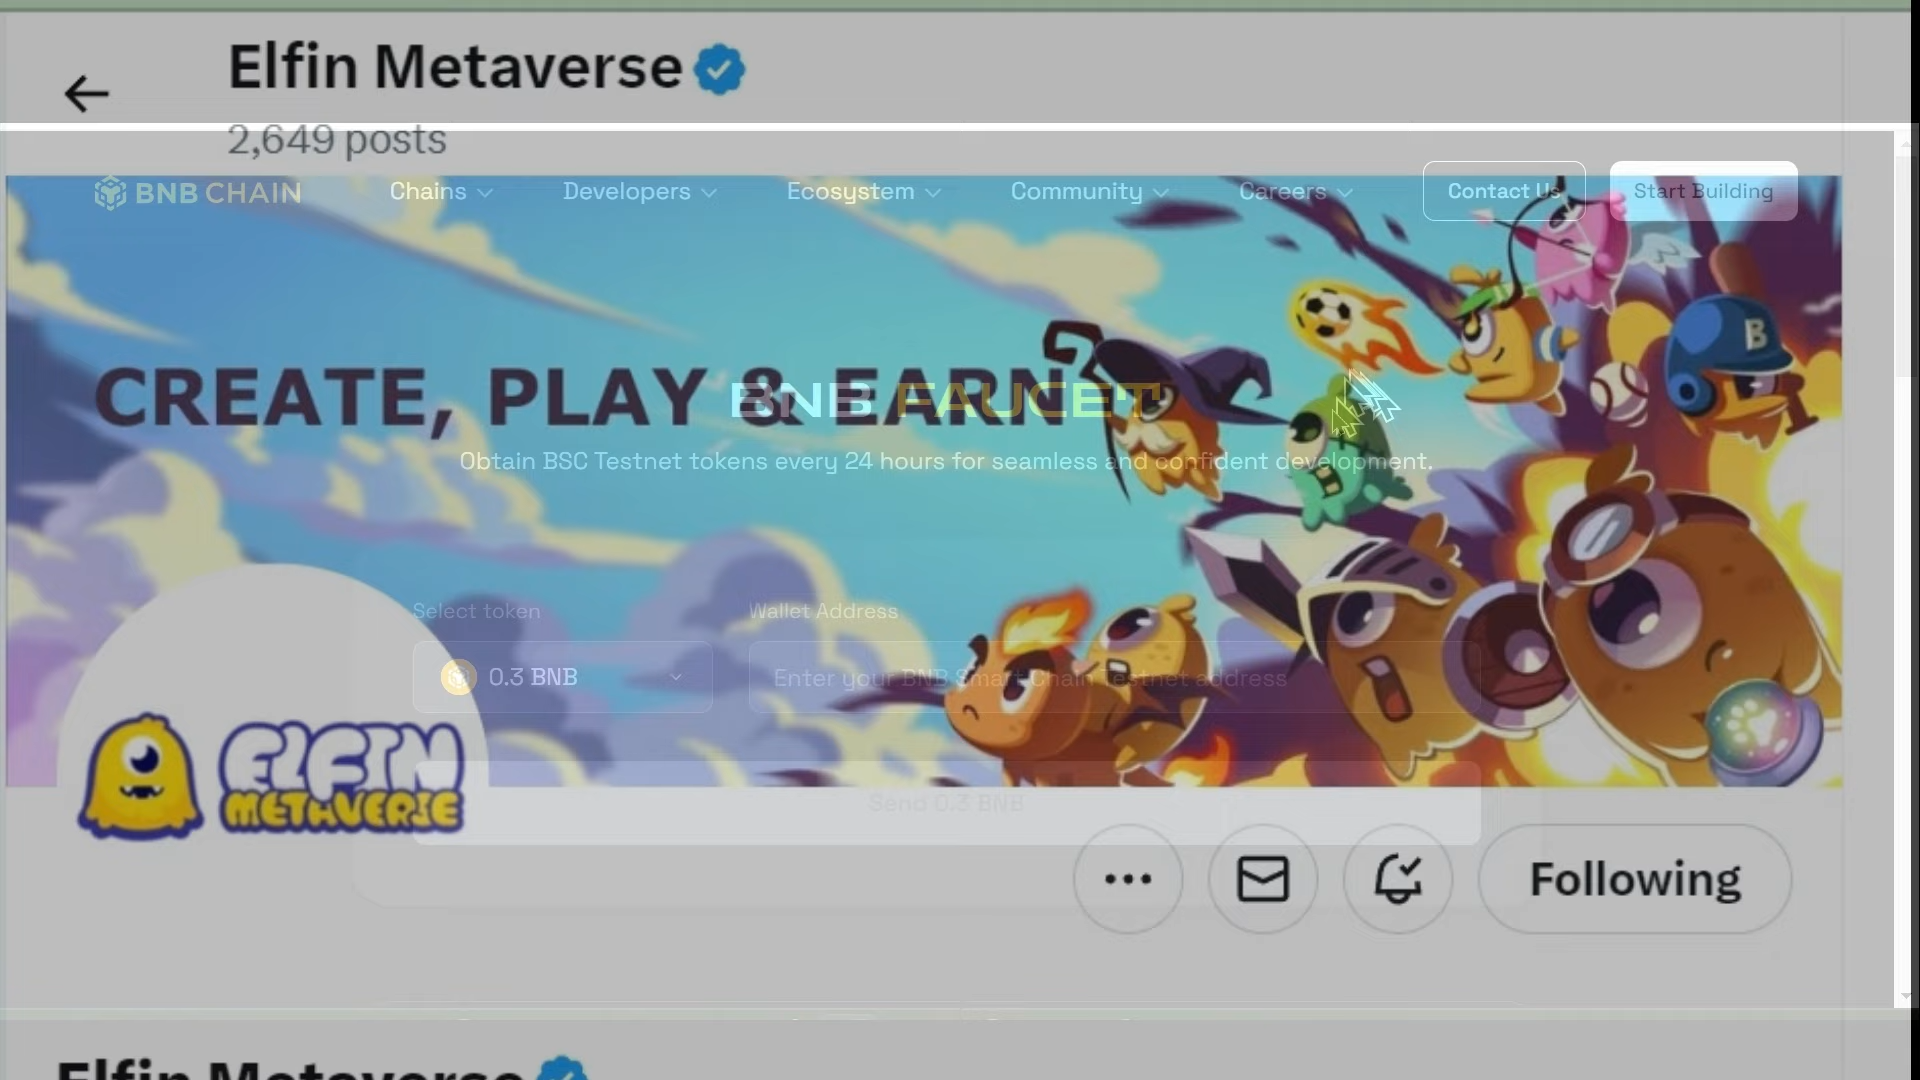 Elfin Metaverse
2,649 posts
BNB CHAIN
Chains
Developers
Ecosystem
Community
Careers
Contact Us
Start Building
CREATE, PLAY & EARN
BNB FAUCET
Obtain BSC Testnet tokens every 24 hours for seamless and confident development.
B
Select token
Wallet Address
0.3 BNB
Enter your BNB Smart Chain Testnet address
ELFIN
METAVERSE
Send 0.3 BNB
Following
Elfin Metaverse